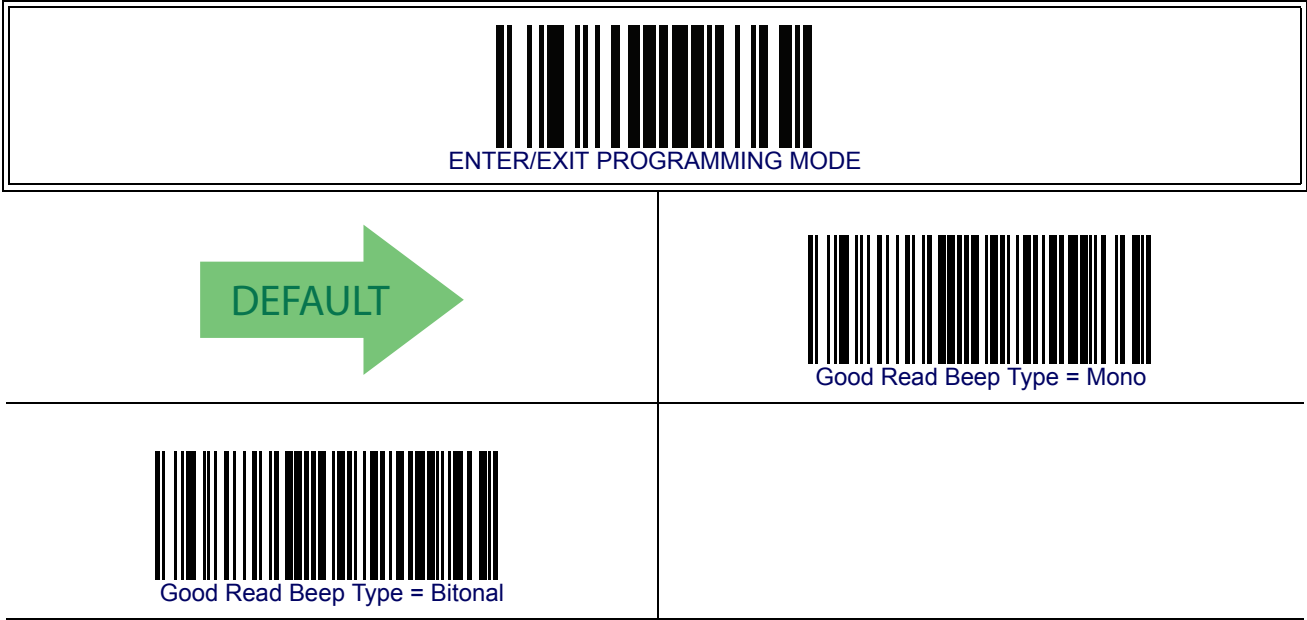 ENTER/EXIT PROGRAMMING MODE
DEFAULT
Good Read Beep Type = Mono
Good Read Beep Type = Bitonal